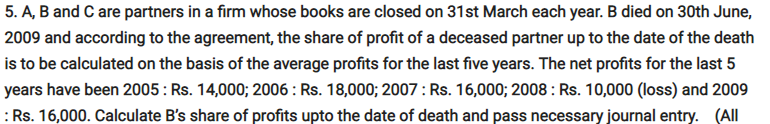 5. A, B and C are partners in a firm whose books are closed on 31st March each year. B died on 30th June,
2009 and according to the agreement, the share of profit of a deceased partner up to the date of the death
is to be calculated on the basis of the average profits for the last five years. The net profits for the last 5
years have been 2005 : Rs. 14,000; 2006 : Rs. 18,000; 2007 : Rs. 16,000; 2008 : Rs. 10,000 (loss) and 2009
: Rs. 16,000. Calculate B's share of profits upto the date of death and pass necessary journal entry. (All